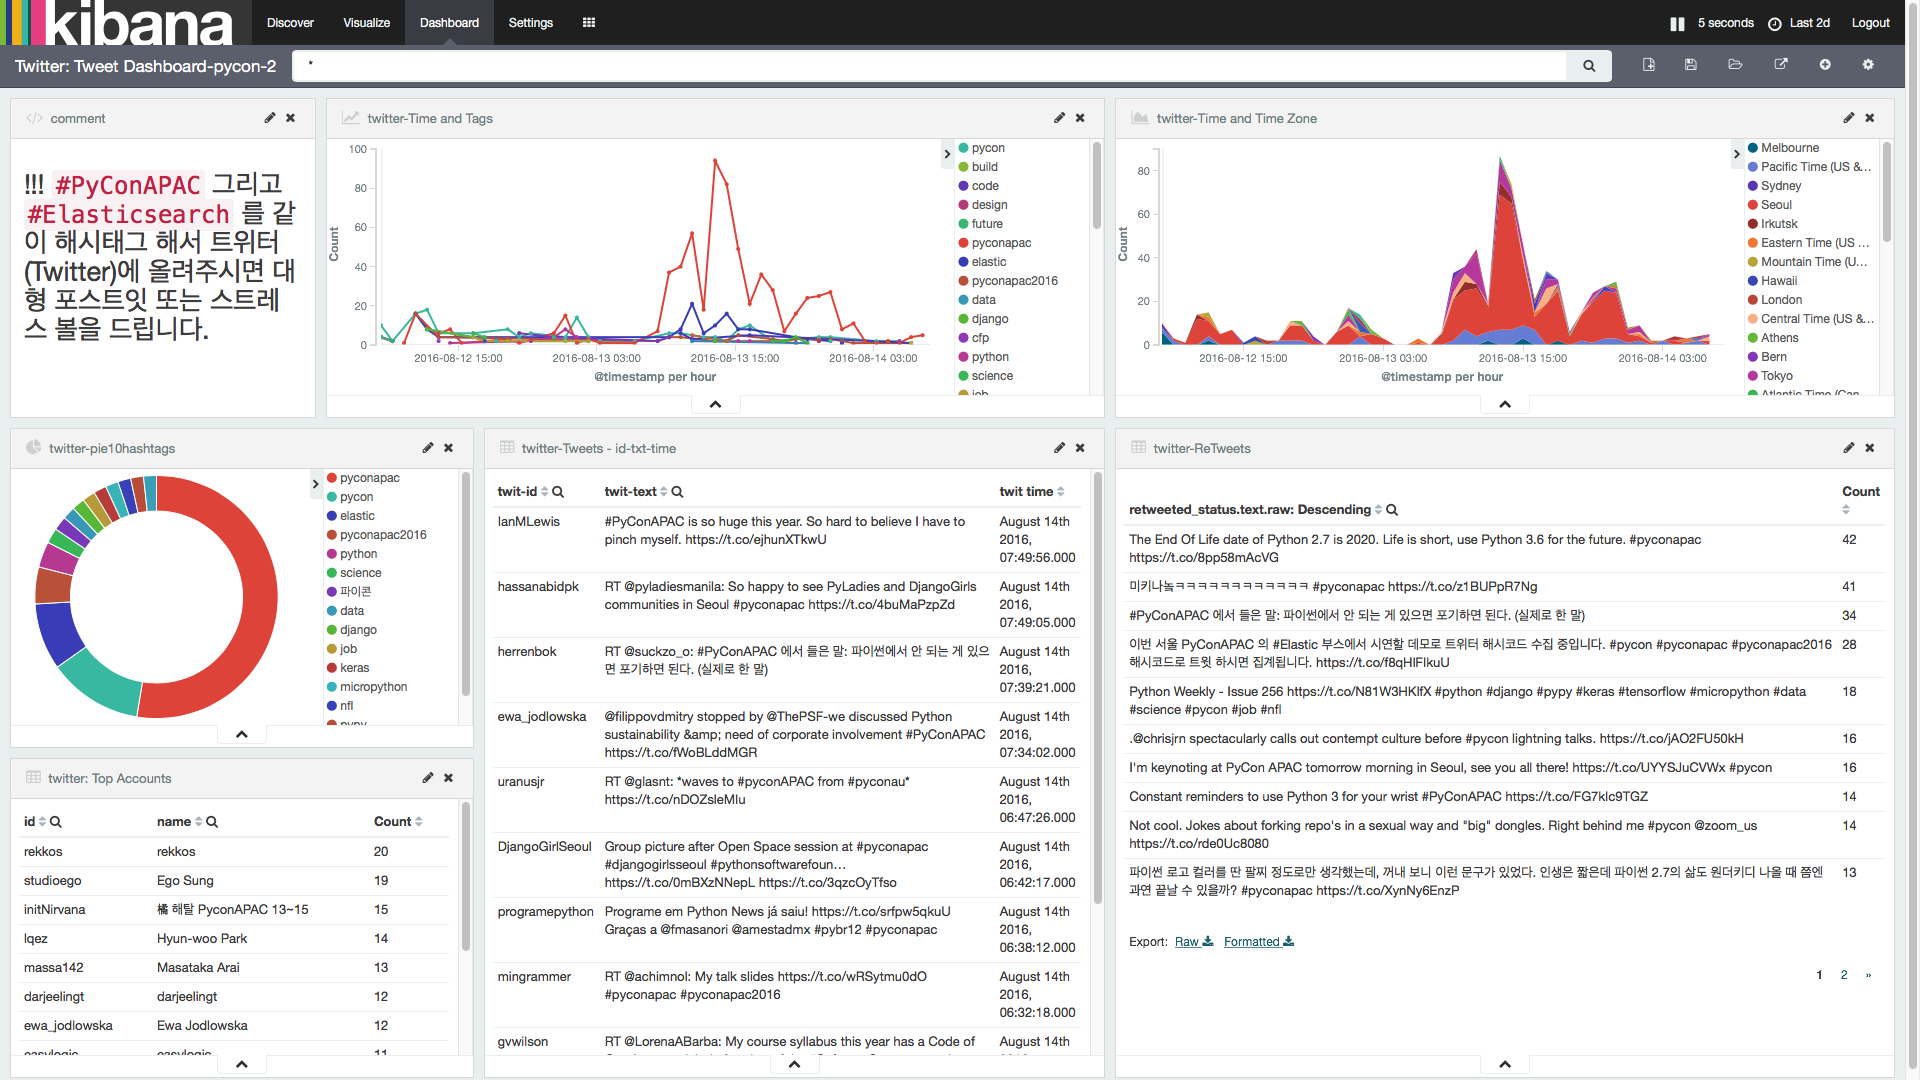 kibana
Discover
Visualize
Dashboard
Settings
5 seconds
Last 2d
Logout
Twitter: Tweet Dashboard-pycon-2
*
comment
!!! #PyConAPAC 그리고
#Elasticsearch 를 같
이 해시태그 해서 트위터
(Twitter)에 올려주시면 대
형 포스트잇 또는 스트레
스 볼을 드립니다.
twitter-Time and Tags
100
80
60
40
20
0
Count
2016-08-12 15:00
2016-08-13 03:00
2016-08-13 15:00
2016-08-14 03:00
@timestamp per hour
pycon
build
code
design
future
pyconapac
elastic
pyconapac2016
data
django
cfp
python
science
job
twitter-Time and Time Zone
80
60
40
20
0
Count
2016-08-12 15:00
2016-08-13 03:00
2016-08-13 15:00
2016-08-14 03:00
@timestamp per hour
Melbourne
Pacific Time (US &...
Sydney
Seoul
Irkutsk
Eastern Time (US ...
Mountain Time (U...
Hawaii
London
Central Time (US &...
Athens
Bern
Tokyo
Atlantic Time (Can
twitter-pie10hashtags
pyconapac
pycon
elastic
pyconapac2016
python
science
파이콘
data
django
job
keras
micropython
nfl
pypy
twitter: Top Accounts
id name Count
rekkos rekkos 20
studioego Ego Sung 19
initNirvana 橘 해탈 PyconAPAC 13~15 15
lqez Hyun-woo Park 14
massa142 Masataka Arai 13
darjeelingt darjeelingt 12
ewa_jodlowska Ewa Jodlowska 12
easylogic easylogic 11
twitter-Tweets - id-txt-time
twit-id twit-text twit time
IanMLewis #PyConAPAC is so huge this year. So hard to believe I have to August 14th
pinch myself. https://t.co/ejhunXTkwU 2016,
07:49:56.000
hassanabidpk RT @pyladiesmanila: So happy to see PyLadies and DjangoGirls August 14th
communities in Seoul #pyconapac https://t.co/4buMaPzpZd 2016,
07:49:05.000
herrenbok RT @suckzo_o: #PyConAPAC 에서 들은 말: 파이썬에서 안 되는 게 있으 August 14th
면 포기하면 된다. (실제로 한 말) 2016,
07:39:21.000
ewa_jodlowska @filippovdmitry stopped by @ThePSF-we discussed Python August 14th
sustainability &amp; need of corporate involvement #PyConAPAC 2016,
https://t.co/fWoBLddMGR 07:34:02.000
uranusjr RT @glasnt: *waves to #pyconAPAC from #pyconau* August 14th
https://t.co/nDOZsleMlu 2016,
06:47:26.000
DjangoGirlSeoul Group picture after Open Space session at #pyconapac August 14th
#djangogirlsseoul #pythonsoftwarefoun… 2016,
https://t.co/0mBXzNNepL https://t.co/3qzcOyTfso 06:42:17.000
programepython Programe em Python News já saiu! https://t.co/srfpw5qkuU August 14th
Graças a @fmasanori @amestadmx #pybr12 #pyconapac 2016,
06:38:12.000
mingrammer RT @achimnol: My talk slides https://t.co/wRSytmu0dO August 14th
#pyconapac #pyconapac2016 2016,
06:32:18.000
gvwilson RT @LorenaABarba: My course syllabus this year has a Code of August 14th
twitter-ReTweets
retweeted_status.text.raw: Descending Count
The End Of Life date of Python 2.7 is 2020. Life is short, use Python 3.6 for the future. #pyconapac 42
https://t.co/8pp58mAcVG
미키나눜ㅋㅋㅋㅋㅋㅋㅋㅋㅋㅋㅋㅋ #pyconapac https://t.co/z1BUPpR7Ng 41
#PyConAPAC 에서 들은 말: 파이썬에서 안 되는 게 있으면 포기하면 된다. (실제로 한 말) 34
이번 서울 PyConAPAC 의 #Elastic 부스에서 시연할 데모로 트위터 해시코드 수집 중입니다. #pycon #pyconapac #pyconapac2016 28
해시코드로 트윗 하시면 집계됩니다. https://t.co/f8qHlFlkuU
Python Weekly - Issue 256 https://t.co/N81W3HKlfX #python #django #pypy #keras #tensorflow #micropython #data 18
#science #pycon #job #nfl
.@chrisjrn spectacularly calls out contempt culture before #pycon lightning talks. https://t.co/jAO2FU50kH 16
I'm keynoting at PyCon APAC tomorrow morning in Seoul, see you all there! https://t.co/UYYSJuCVWx #pycon 16
Constant reminders to use Python 3 for your wrist #PyConAPAC https://t.co/FG7klc9TGZ 14
Not cool. Jokes about forking repo's in a sexual way and "big" dongles. Right behind me #pycon @zoom_us 14
https://t.co/rde0Uc8080
파이썬 로고 컬러를 딴 팔찌 정도로만 생각했는데, 꺼내 보니 이런 문구가 있었다. 인생은 짧은데 파이썬 2.7의 삶도 원더키디 나올 때 쯤엔 13
과연 끝날 수 있을까? #pyconapac https://t.co/XynNy6EnzP
Export: Raw Formatted
1 2 »